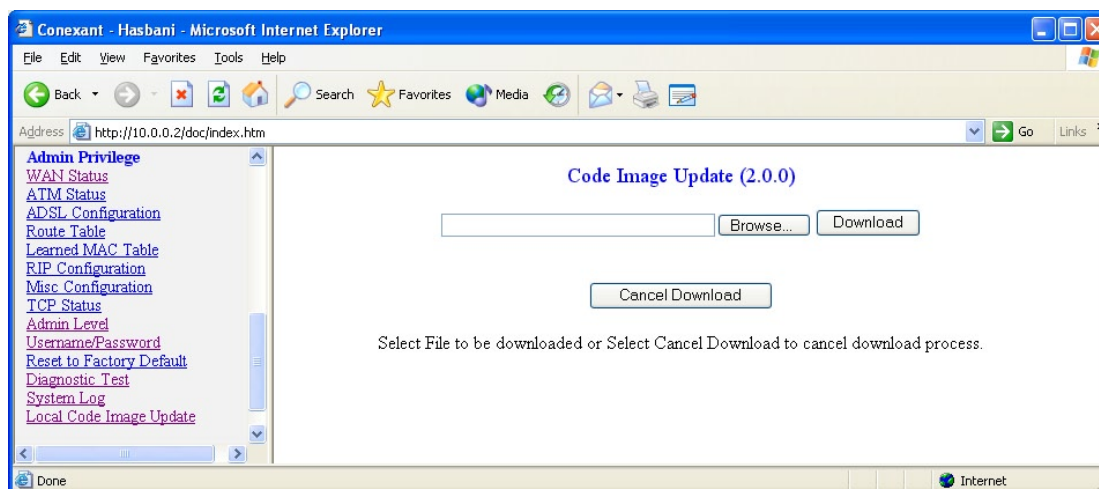 Conexant - Hasbani - Microsoft Internet Explorer
File Edit View Favorites Tools Help
Back Search Favorites Media
Address http://10.0.0.2/doc/index.htm Go Links
Admin Privilege
WAN Status
ATM Status
ADSL Configuration
Route Table
Learned MAC Table
RIP Configuration
Misc Configuration
TCP Status
Admin Level
Username/Password
Reset to Factory Default
Diagnostic Test
System Log
Local Code Image Update
Code Image Update (2.0.0)
Browse... Download
Cancel Download
Select File to be downloaded or Select Cancel Download to cancel download process.
Done Internet